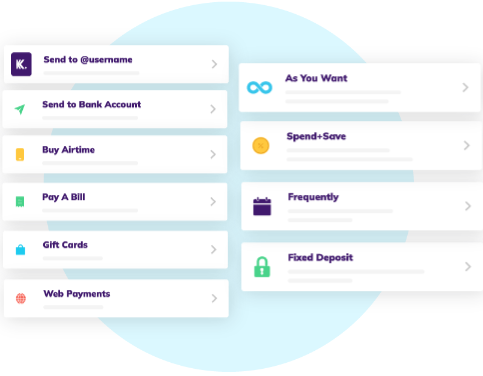 K.
Send to @username
Send to Bank Account
Buy Airtime
Pay A Bill
Gift Cards
Web Payments
As You Want
Spend+Save
Frequently
Fixed Deposit